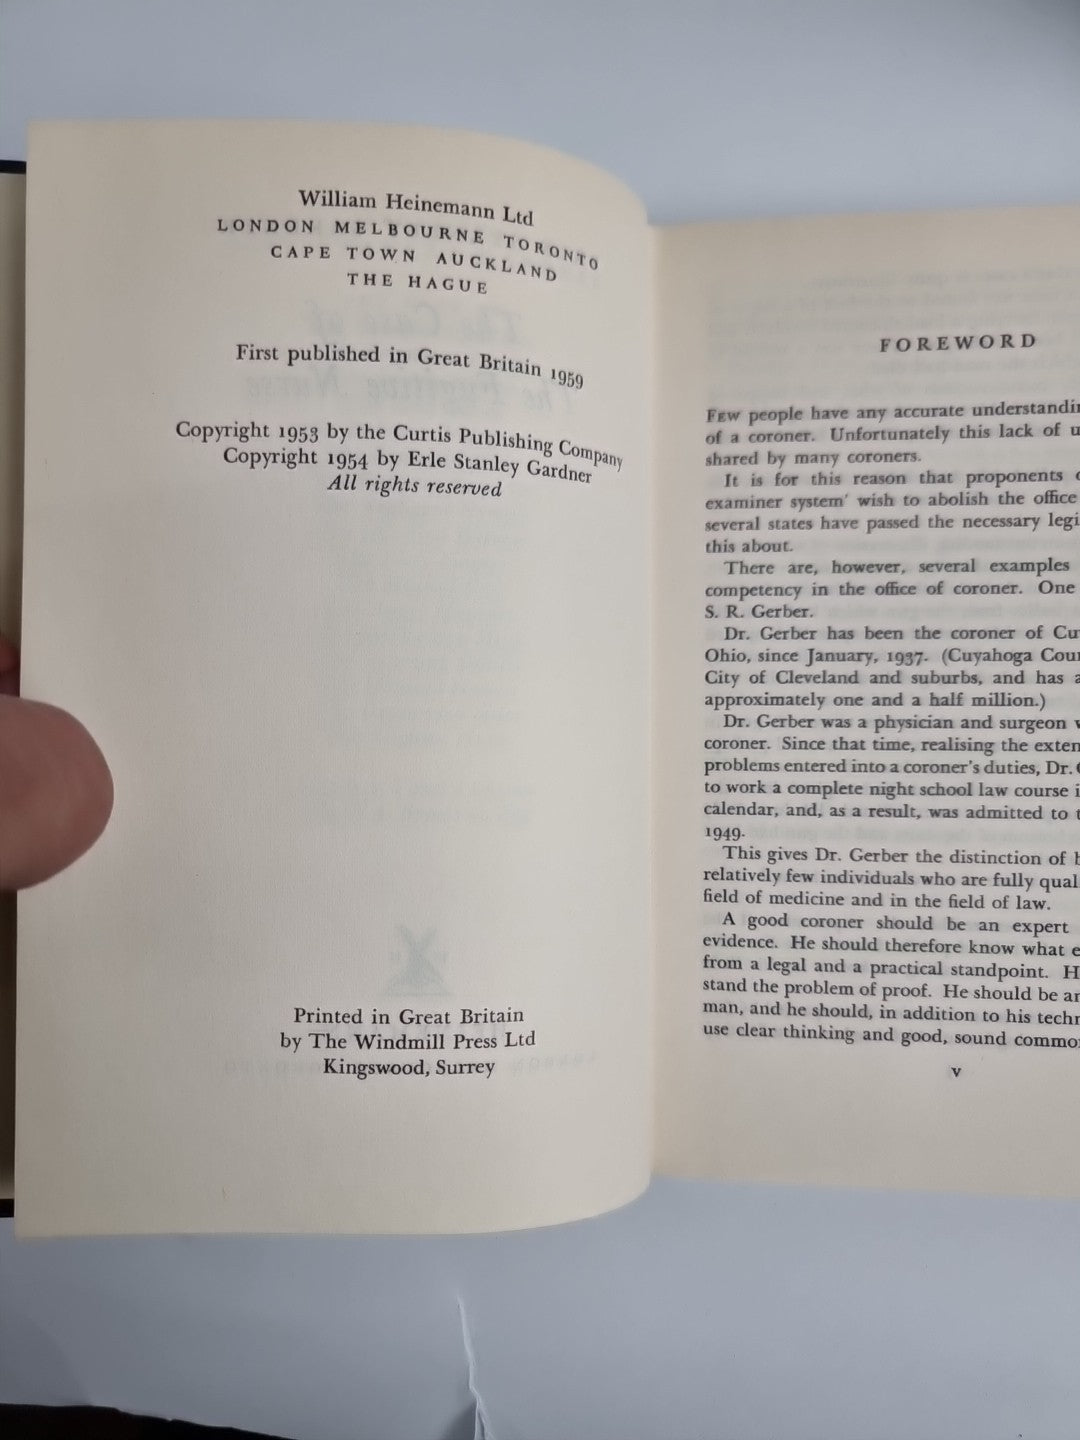 William Heinemann Ltd
LONDON MELBOURNE TORONTO
CAPE TOWN AUCKLAND
THE HAGUE
First published in Great Britain 1959
Copyright 1953 by the Curtis Publishing Company
Copyright 1954 by Erle Stanley Gardner
All rights reserved
Printed in Great Britain
by The Windmill Press Ltd
Kingswood, Surrey
FOREWORD
FEW people have any accurate understandin
of a coroner. Unfortunately this lack of u
shared by many coroners.
It is for this reason that proponents
examiner system' wish to abolish the office
several states have passed the necessary legi
this about.
There are, however, several examples
competency in the office of coroner. One
S. R. Gerber.
Dr. Gerber has been the coroner of Cu
Ohio, since January, 1937. (Cuyahoga Cou
City of Cleveland and suburbs, and has a
approximately one and a half million.)
Dr. Gerber was a physician and surgeon
coroner. Since that time, realising the exten
problems entered into a coroner's duties, Dr.
to work a complete night school law course i
calendar, and, as a result, was admitted to t
1949.
This gives Dr. Gerber the distinction of
relatively few individuals who are fully qual
field of medicine and in the field of law.
A good coroner should be an expert
evidence. He should therefore know what e
from a legal and a practical standpoint. H
stand the problem of proof. He should be ar
man, and he should, in addition to his techn
use clear thinking and good, sound commo
v